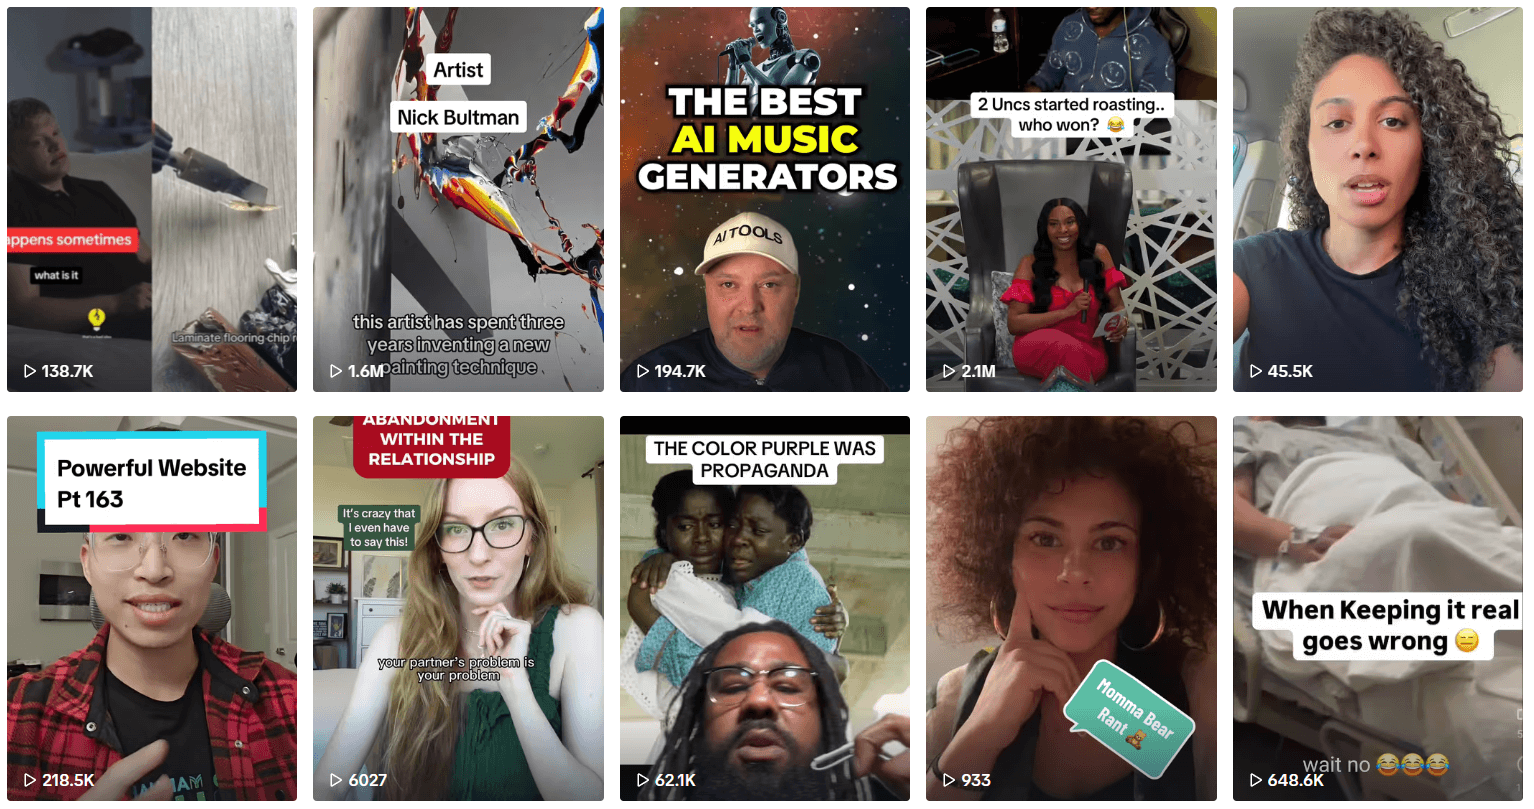 appens sometimes
what is it
Laminate flooring chip r
138.7K
Artist
Nick Bultman
this artist has spent three
years inventing a new
painting technique
1.6M
THE BEST
AI MUSIC
GENERATORS
AI TOOLS
194.7K
2 Uncs started roasting..
who won? 😂
2.1M
45.5K
Powerful Website
Pt 163
218.5K
ABANDONMENT
WITHIN THE
RELATIONSHIP
It's crazy that
I even have
to say this!
your partner's problem is
your problem
6027
THE COLOR PURPLE WAS
PROPAGANDA
62.1K
Momma Bear
Rant 🧸
933
When Keeping it real
goes wrong 😑
wait no 😂😂😂
648.6K